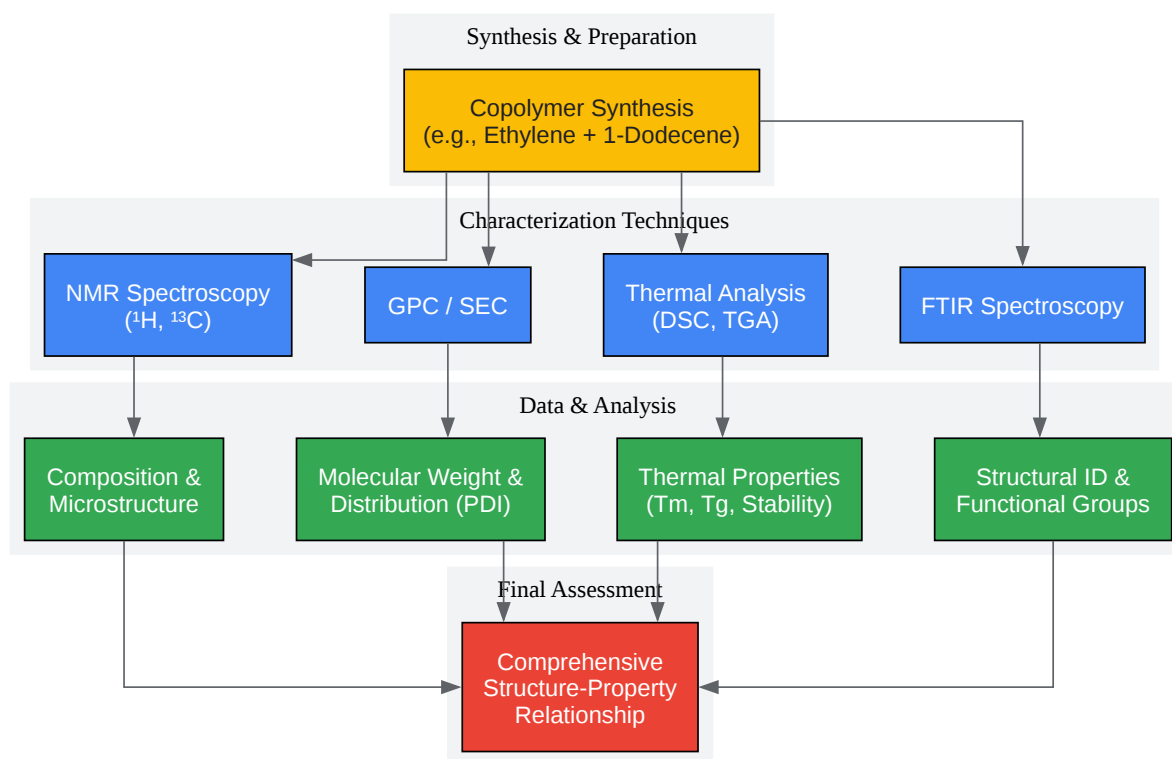 Synthesis & Preparation
Copolymer Synthesis
(e.g., Ethylene + 1-Dodecene)
Characterization Techniques
NMR Spectroscopy
(¹H, ¹³C)
GPC / SEC
Thermal Analysis
(DSC, TGA)
FTIR Spectroscopy
Data & Analysis
Composition &
Microstructure
Molecular Weight &
Distribution (PDI)
Thermal Properties
(Tm, Tg, Stability)
Structural ID &
Functional Groups
Final Assessment
Comprehensive
Structure-Property
Relationship